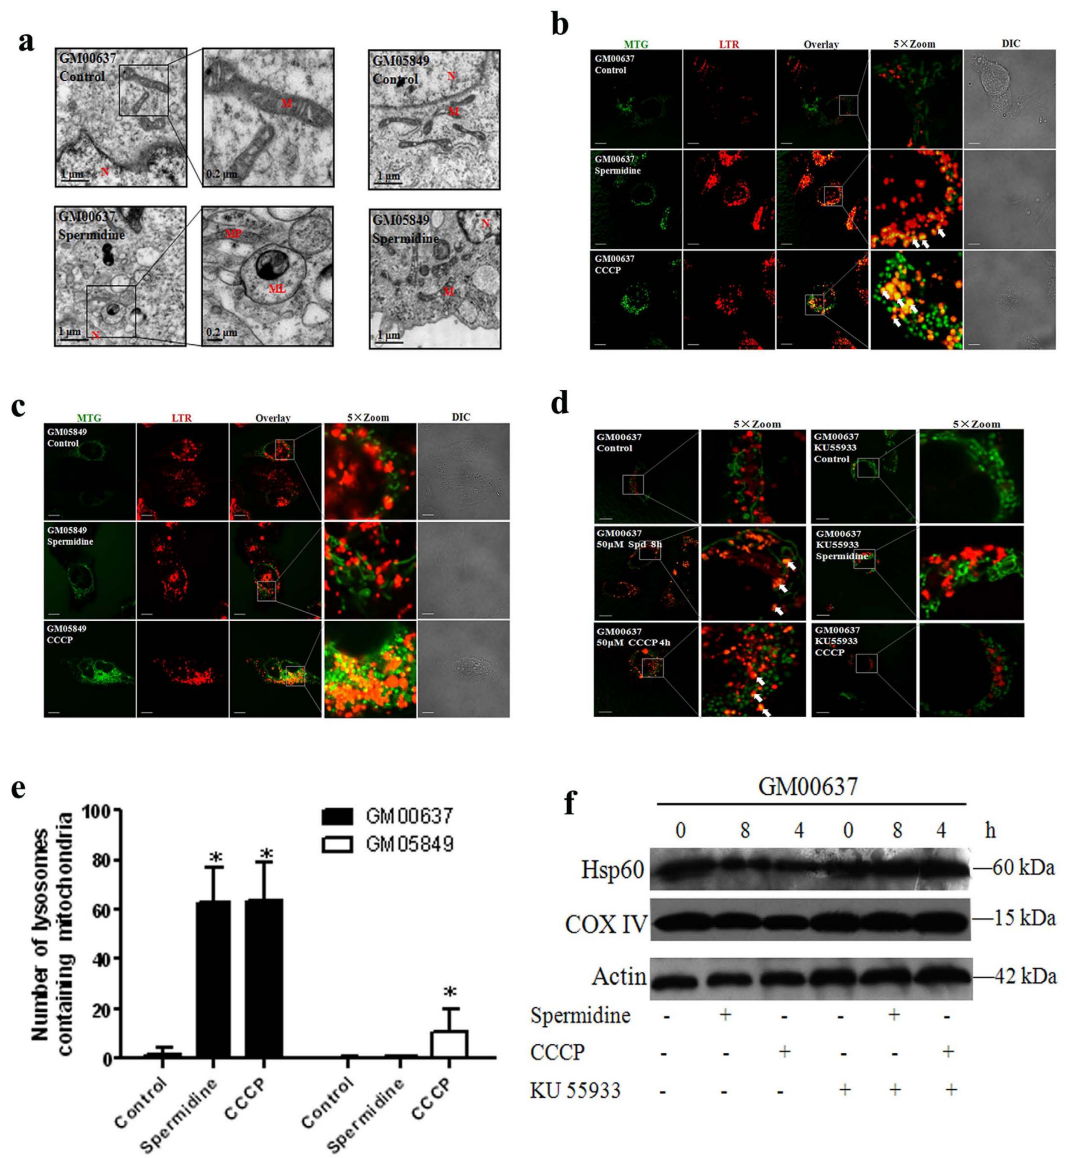 a
GM00637
Control
M
N
1 μm
0.2 μm
GM05849
Control
N
M
1 μm
GM00637
Spermidine
MP
ML
N
1 μm
0.2 μm
GM05849
Spermidine
N
M
1 μm
b
MTG LTR Overlay 5×Zoom DIC
GM00637
Control
GM00637
Spermidine
GM00637
CCCP
c
MTG LTR Overlay 5×Zoom DIC
GM05849
Control
GM05849
Spermidine
GM05849
CCCP
d
5×Zoom 5×Zoom
GM00637
Control
GM00637
KU55933
Control
GM00637
50μM Spd 8h
GM00637
KU55933
Spermidine
GM00637
50μM CCCP 4h
GM00637
KU55933
CCCP
e
Number of lysosomes
containing mitochondria
100
80
60
40
20
0
GM00637
GM05849
* * *
Control Spermidine CCCP Control Spermidine CCCP
f
GM00637
0 8 4 0 8 4 h
Hsp60 60 kDa
COX IV 15 kDa
Actin 42 kDa
Spermidine - + - - + -
CCCP - - + - - +
KU 55933 - - - + + +